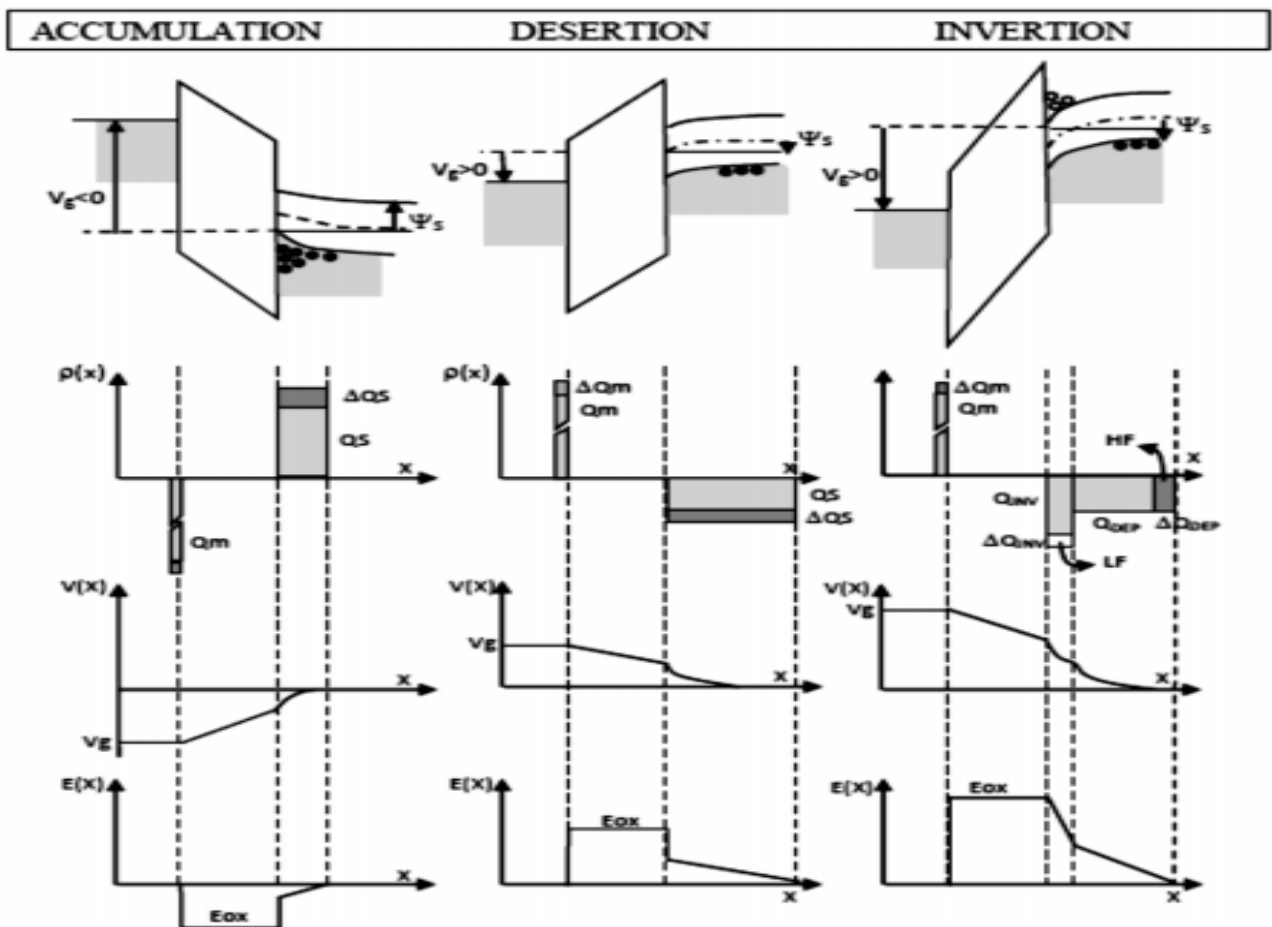 ACCUMULATION DESERTION INVERTION
Vg<0
Ψs
Vg>0
Ψs
Vg>0
Ψs
ρ(x)
ΔQS
QS
x
Qm
ρ(x)
ΔQm
Qm
x
QS
ΔQS
ΔQm
Qm
HF
x
QINV
QDEP
ΔQDEP
ΔQINV
LF
V(X)
x
Vg
V(X)
Vg
x
V(X)
Vg
x
E(X)
x
Eox
E(X)
Eox
x
E(X)
Eox
x